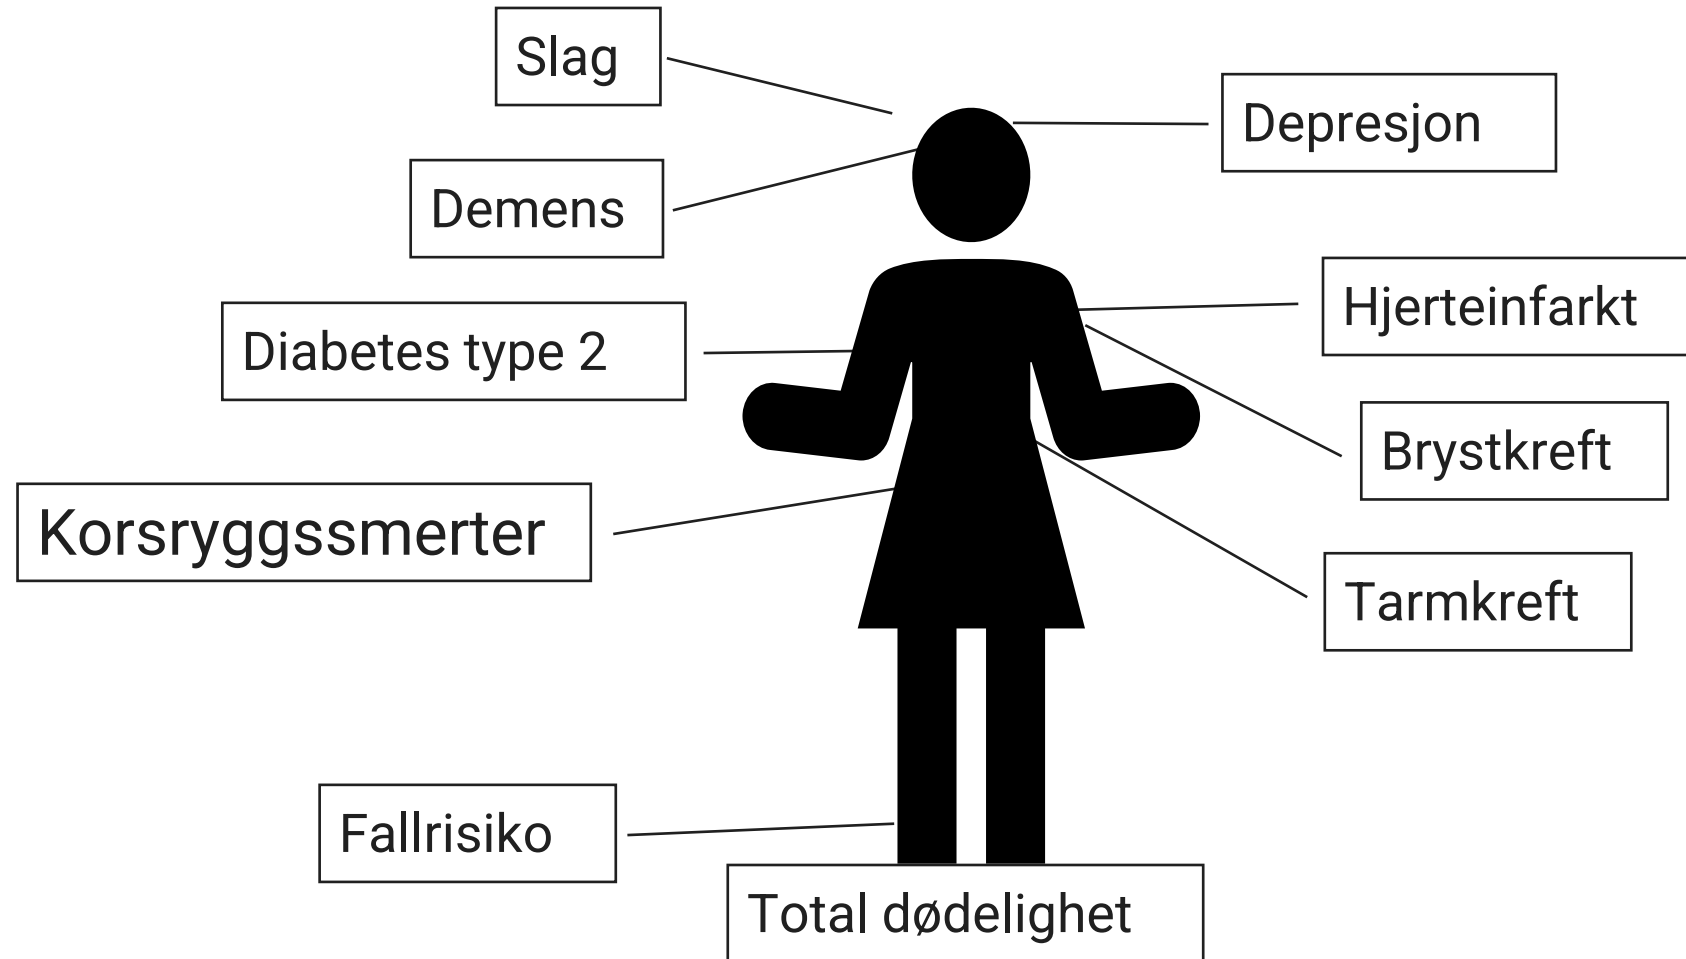 Slag
Depresjon
Demens
Hjerteinfarkt
Diabetes type 2
Brystkreft
Korsryggssmerter
Tarmkreft
Fallrisiko
Total dødelighet